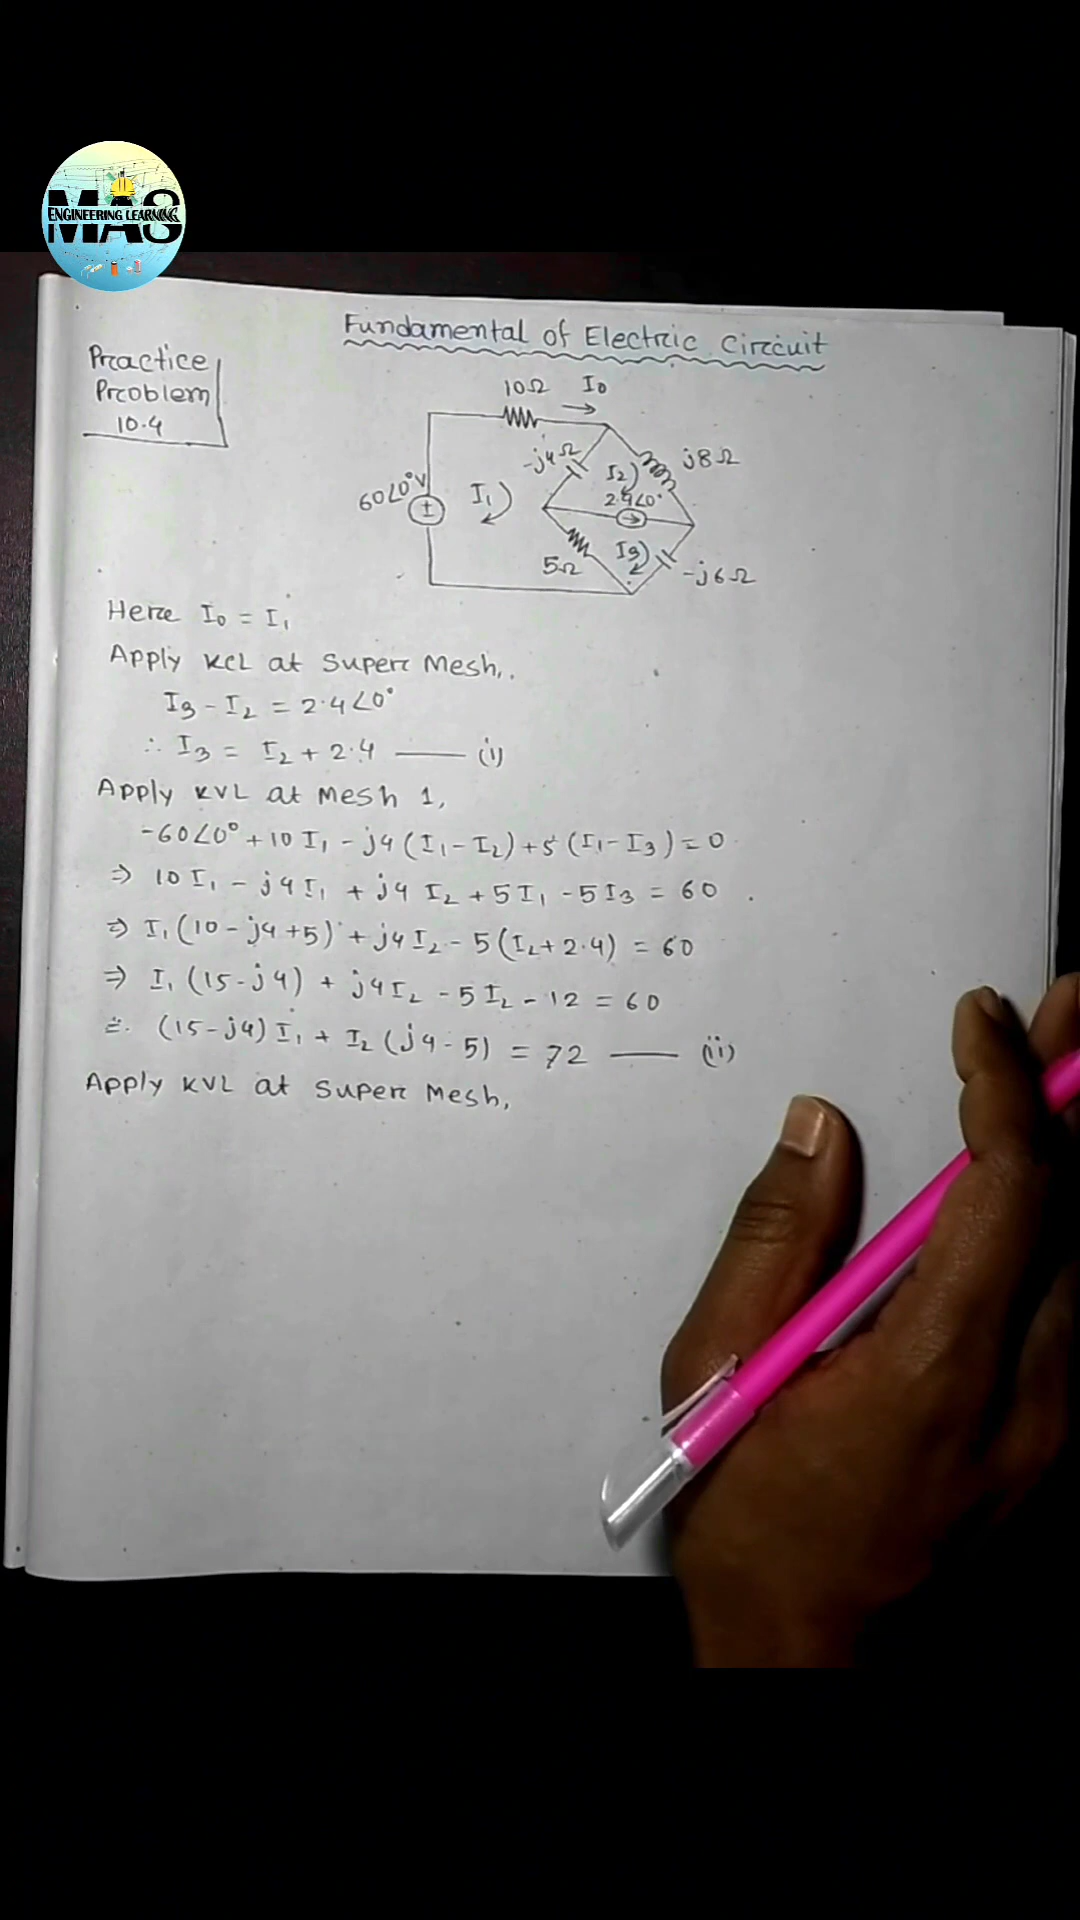 MAS
ENGINEERING LEARNING
Fundamental of Electric Circuit
Practice
Problem
10.4
10Ω I₀
-j4Ω
j8Ω
I₂
60∠0°V
I₁
2.4∠0°
I₃
5Ω
-j6Ω
Here I₀ = I₁
Apply KCL at Super Mesh,.
I₃ - I₂ = 2.4∠0°
∴ I₃ = I₂ + 2.4 —— (i)
Apply KVL at Mesh 1,
-60∠0° + 10 I₁ - j4 (I₁ - I₂) + 5 (I₁ - I₃) = 0
⇒ 10 I₁ - j4 I₁ + j4 I₂ + 5 I₁ - 5 I₃ = 60 .
⇒ I₁ (10 - j4 + 5) + j4 I₂ - 5 (I₂ + 2.4) = 60
⇒ I₁ (15 - j4) + j4 I₂ - 5 I₂ - 12 = 60
∴ (15 - j4) I₁ + I₂ (j4 - 5) = 72 —— (ii)
Apply KVL at Super Mesh,